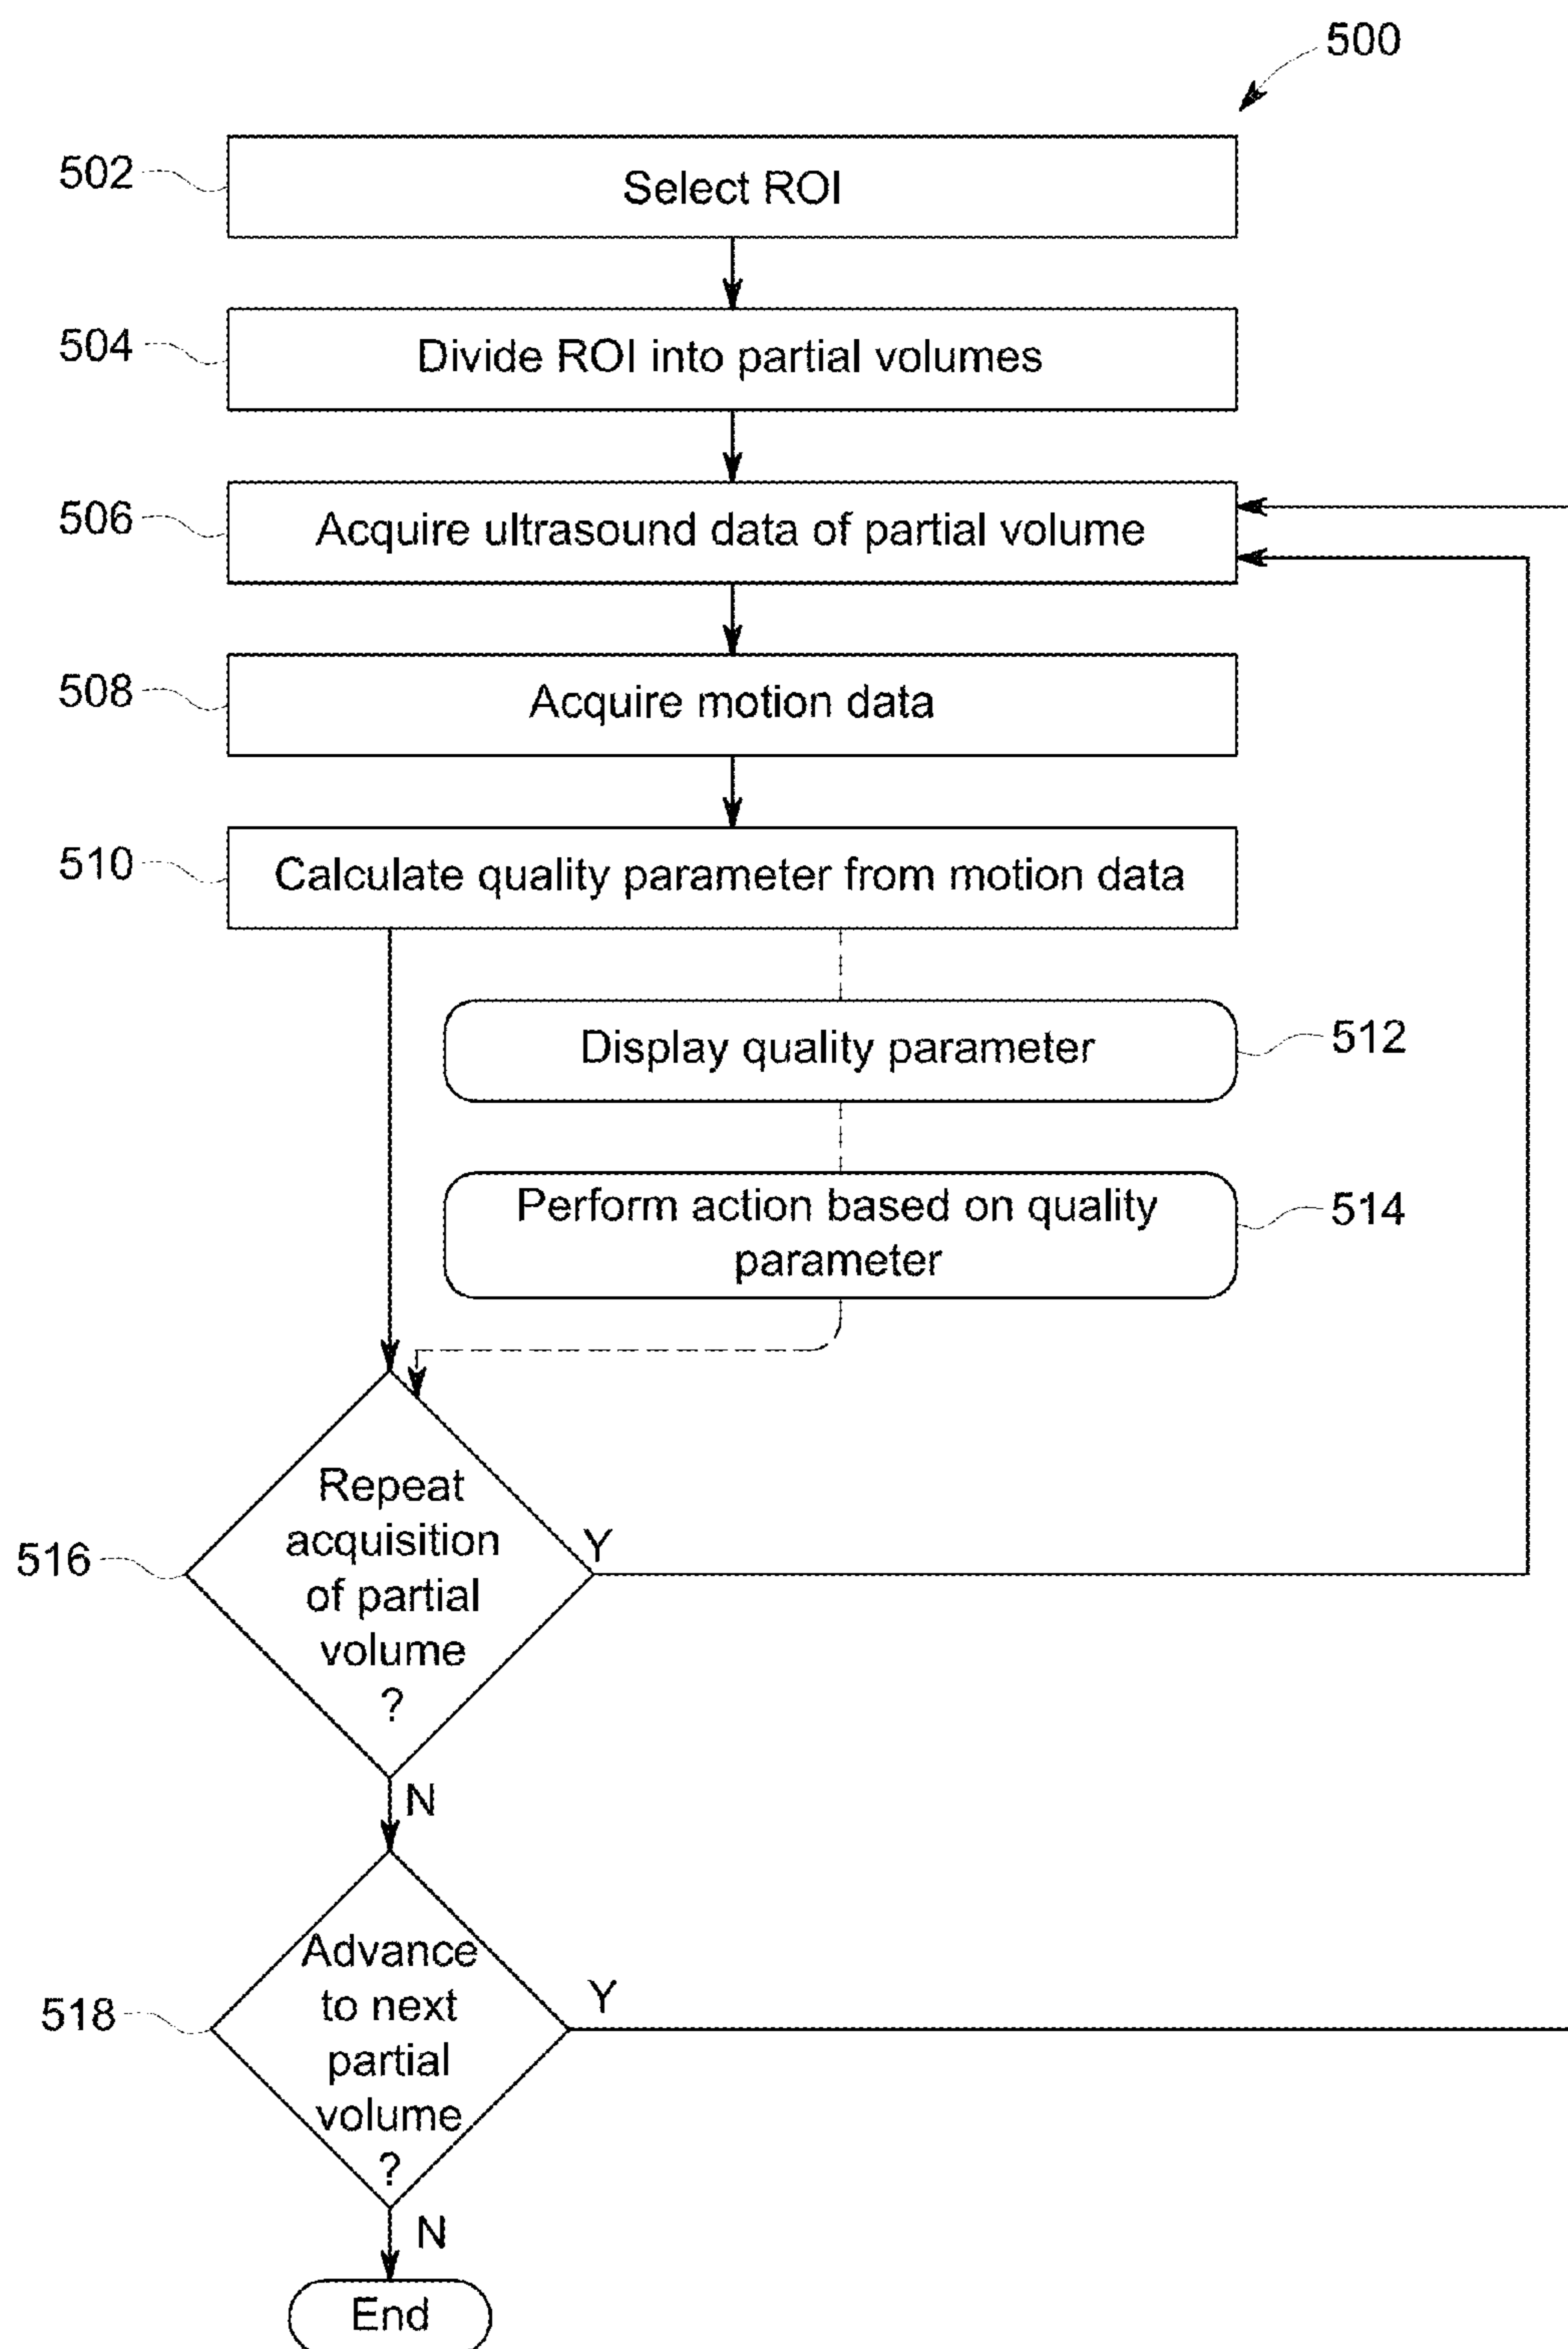 500
502
Select ROI
504
Divide ROI into partial volumes
506
Acquire ultrasound data of partial volume
508
Acquire motion data
510
Calculate quality parameter from motion data
Display quality parameter
512
Perform action based on quality
parameter
514
Repeat
acquisition
of partial
volume
?
516
Y
N
Advance
to next
partial
volume
?
518
Y
N
End